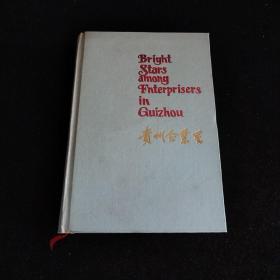 Bright
Stars
among
Fnterprisers
in
Guizhou
贵州企业家